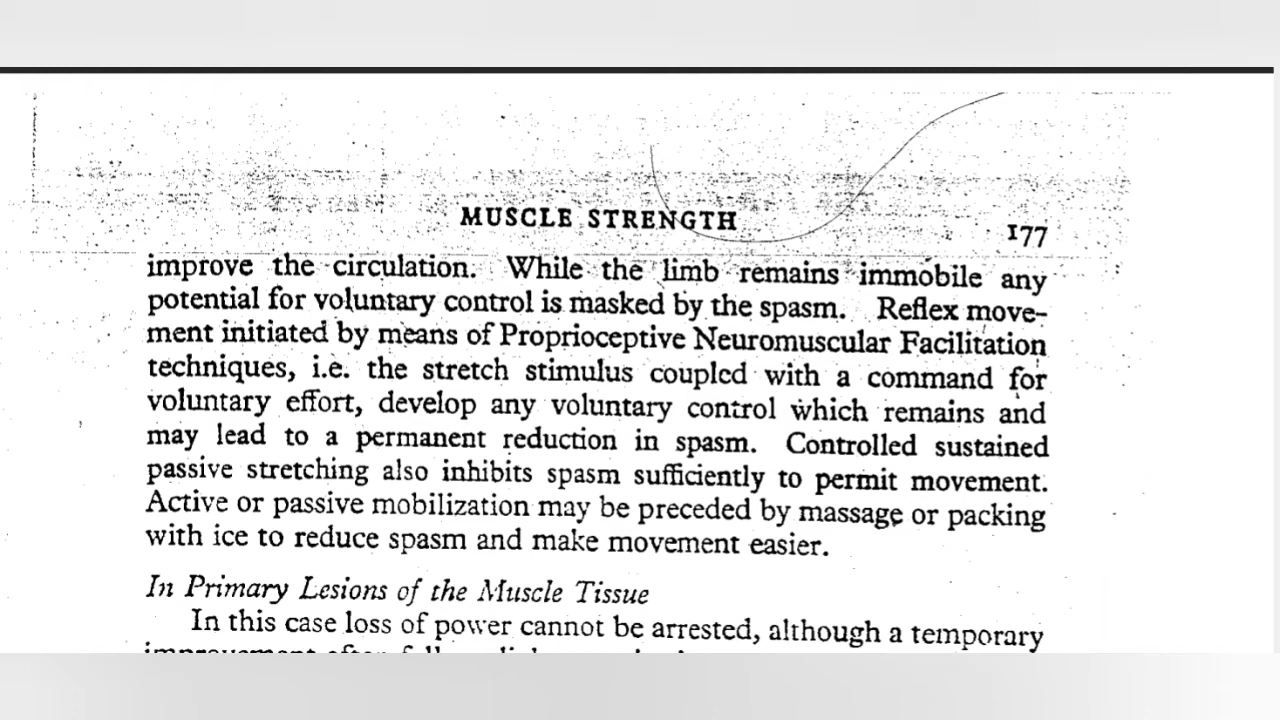 MUSCLE STRENGTH
177
improve the circulation. While the limb remains immobile any
potential for voluntary control is masked by the spasm. Reflex move-
ment initiated by means of Proprioceptive Neuromuscular Facilitation
techniques, i.e. the stretch stimulus coupled with a command for
voluntary effort, develop any voluntary control which remains and
may lead to a permanent reduction in spasm. Controlled sustained
passive stretching also inhibits spasm sufficiently to permit movement.
Active or passive mobilization may be preceded by massage or packing
with ice to reduce spasm and make movement easier.
In Primary Lesions of the Muscle Tissue
In this case loss of power cannot be arrested, although a temporary